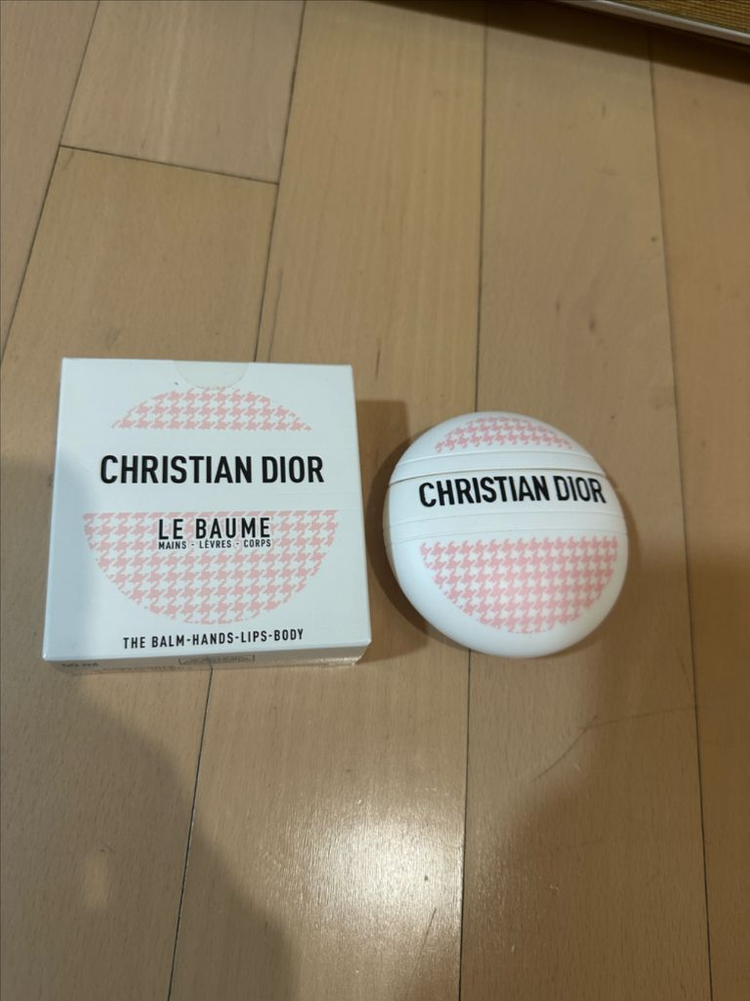 CHRISTIAN DIOR
LE BAUME
MAINS - LÈVRES - CORPS
THE BALM-HANDS-LIPS-BODY
CHRISTIAN DIOR